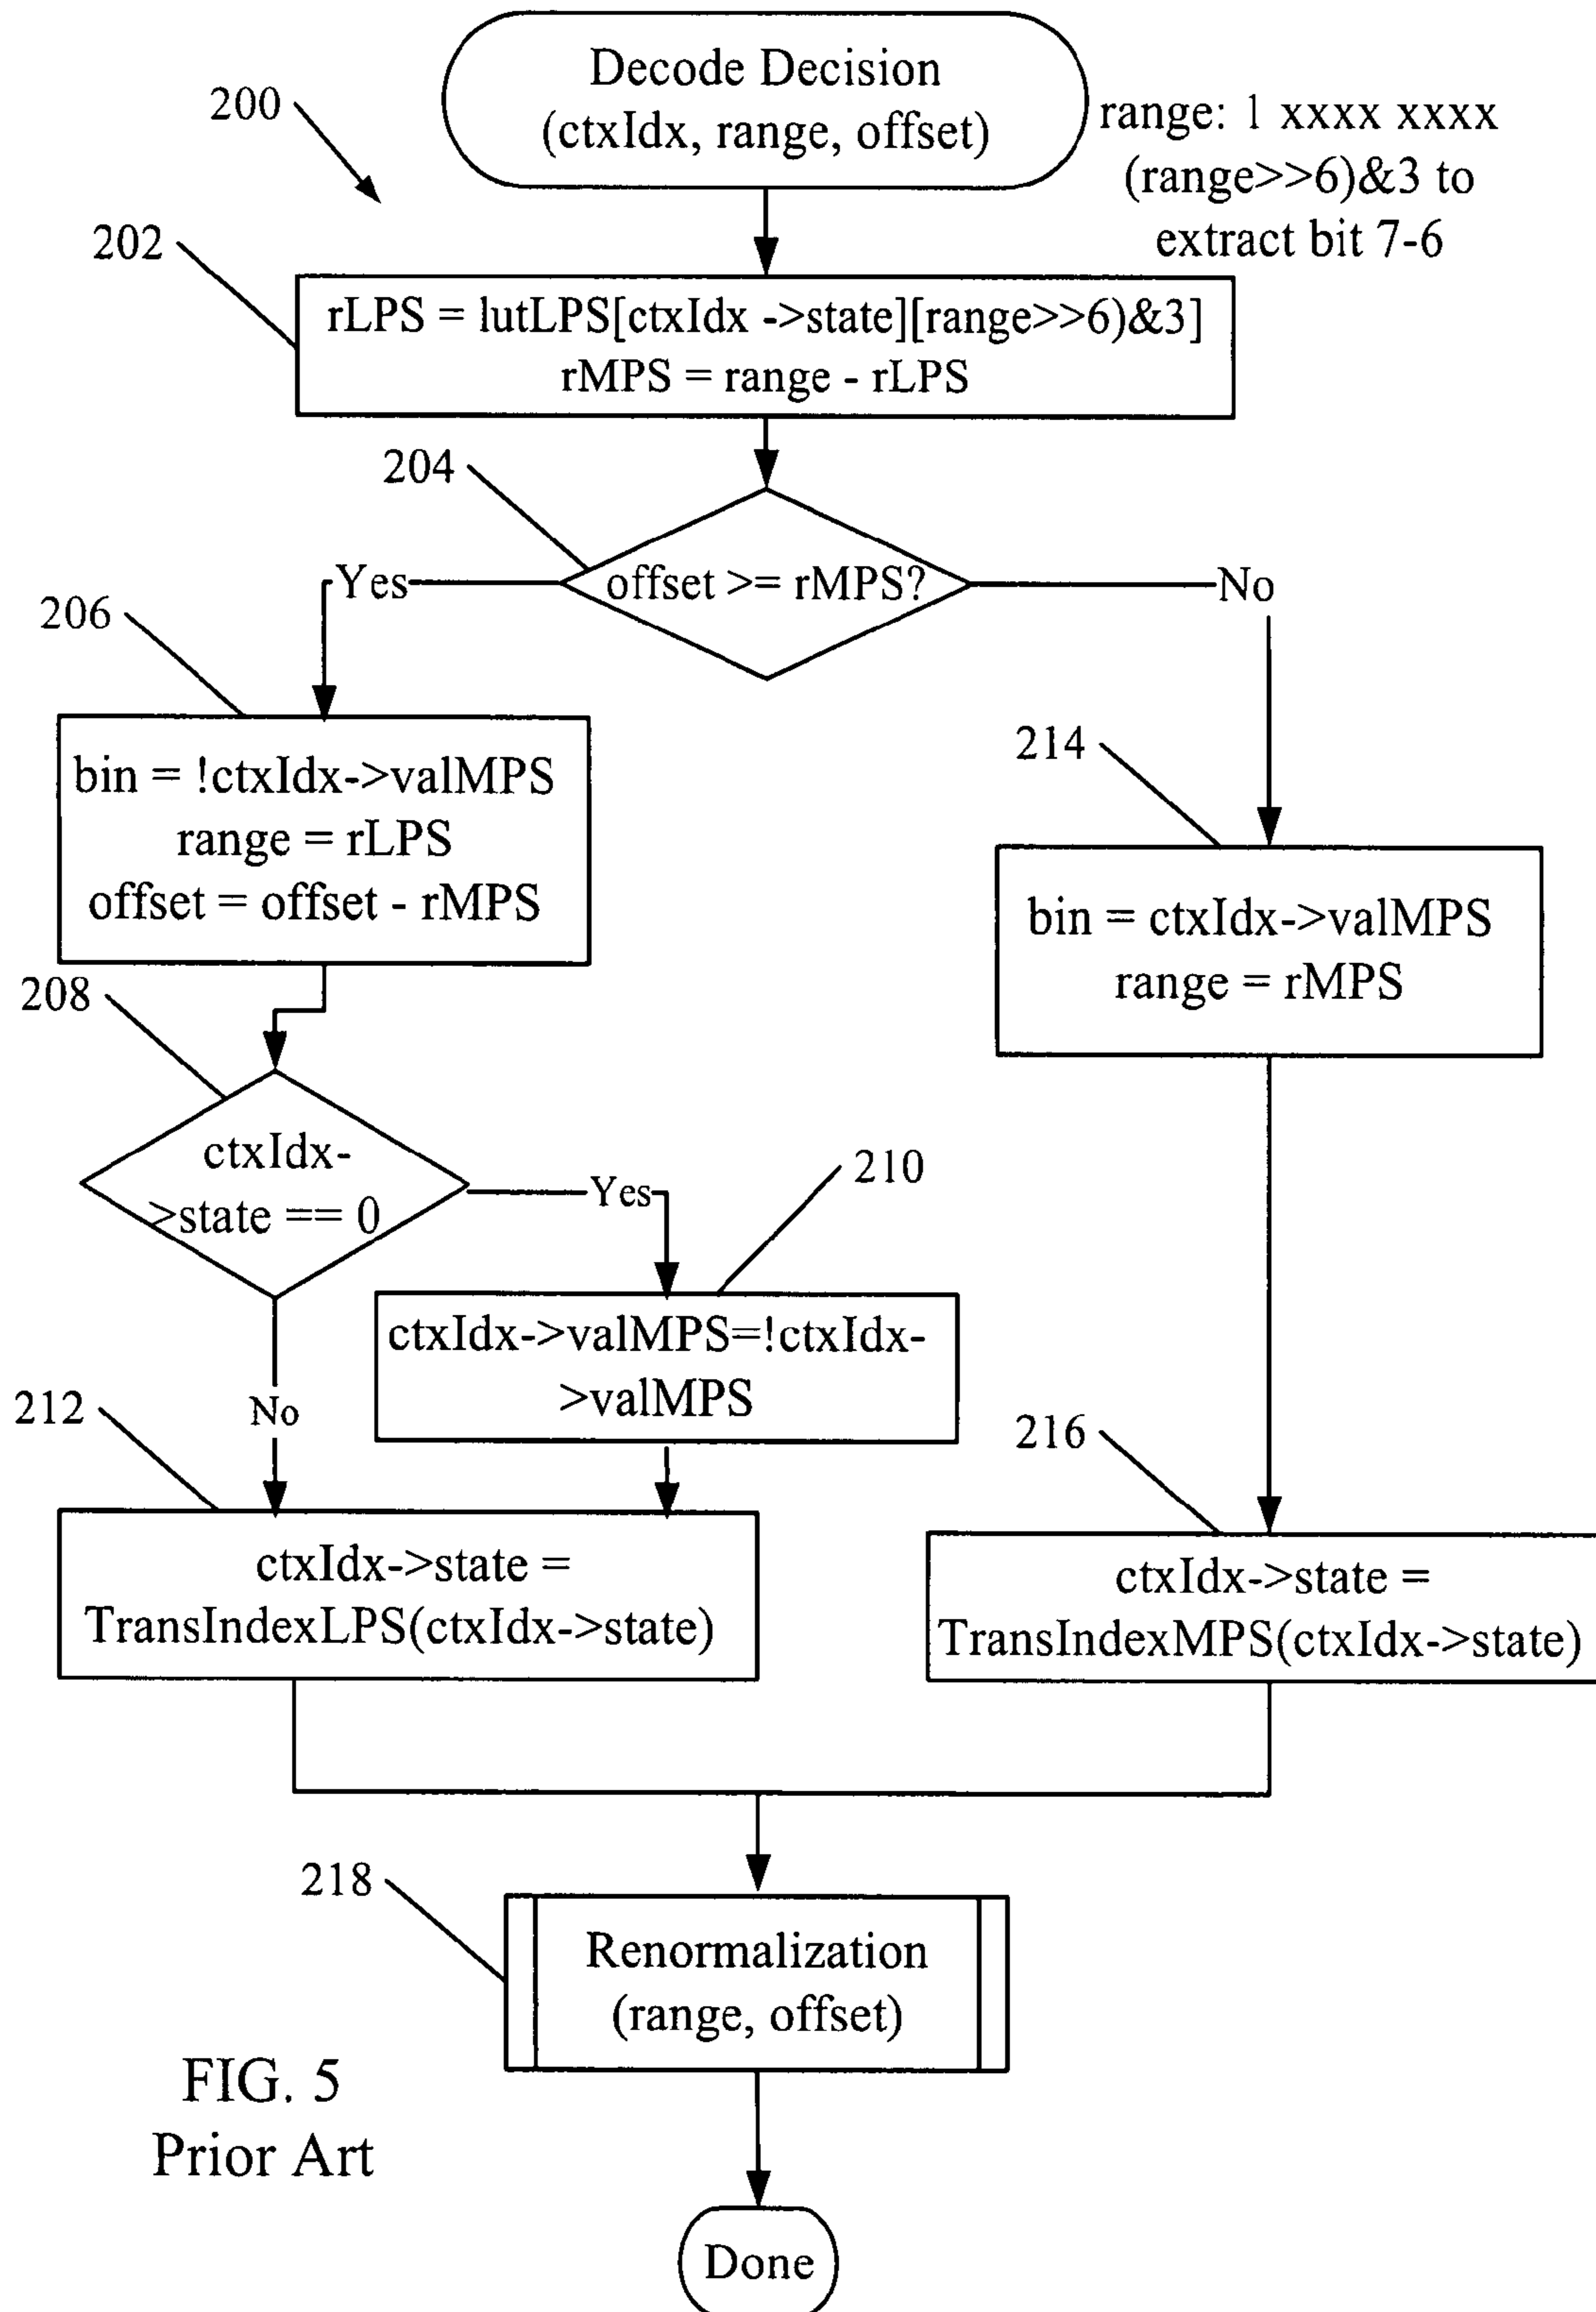 Decode Decision
(ctxIdx, range, offset)
200
range: 1 xxxx xxxx
(range>>6)&3 to
extract bit 7-6
202
rLPS = lutLPS[ctxIdx ->state][range>>6)&3]
rMPS = range - rLPS
204
offset >= rMPS?
Yes
No
206
bin = !ctxIdx->valMPS
range = rLPS
offset = offset - rMPS
214
bin = ctxIdx->valMPS
range = rMPS
208
ctxIdx-
>state == 0
Yes
210
ctxIdx->valMPS=!ctxIdx-
>valMPS
No
212
ctxIdx->state =
TransIndexLPS(ctxIdx->state)
216
ctxIdx->state =
TransIndexMPS(ctxIdx->state)
218
Renormalization
(range, offset)
FIG. 5
Prior Art
Done